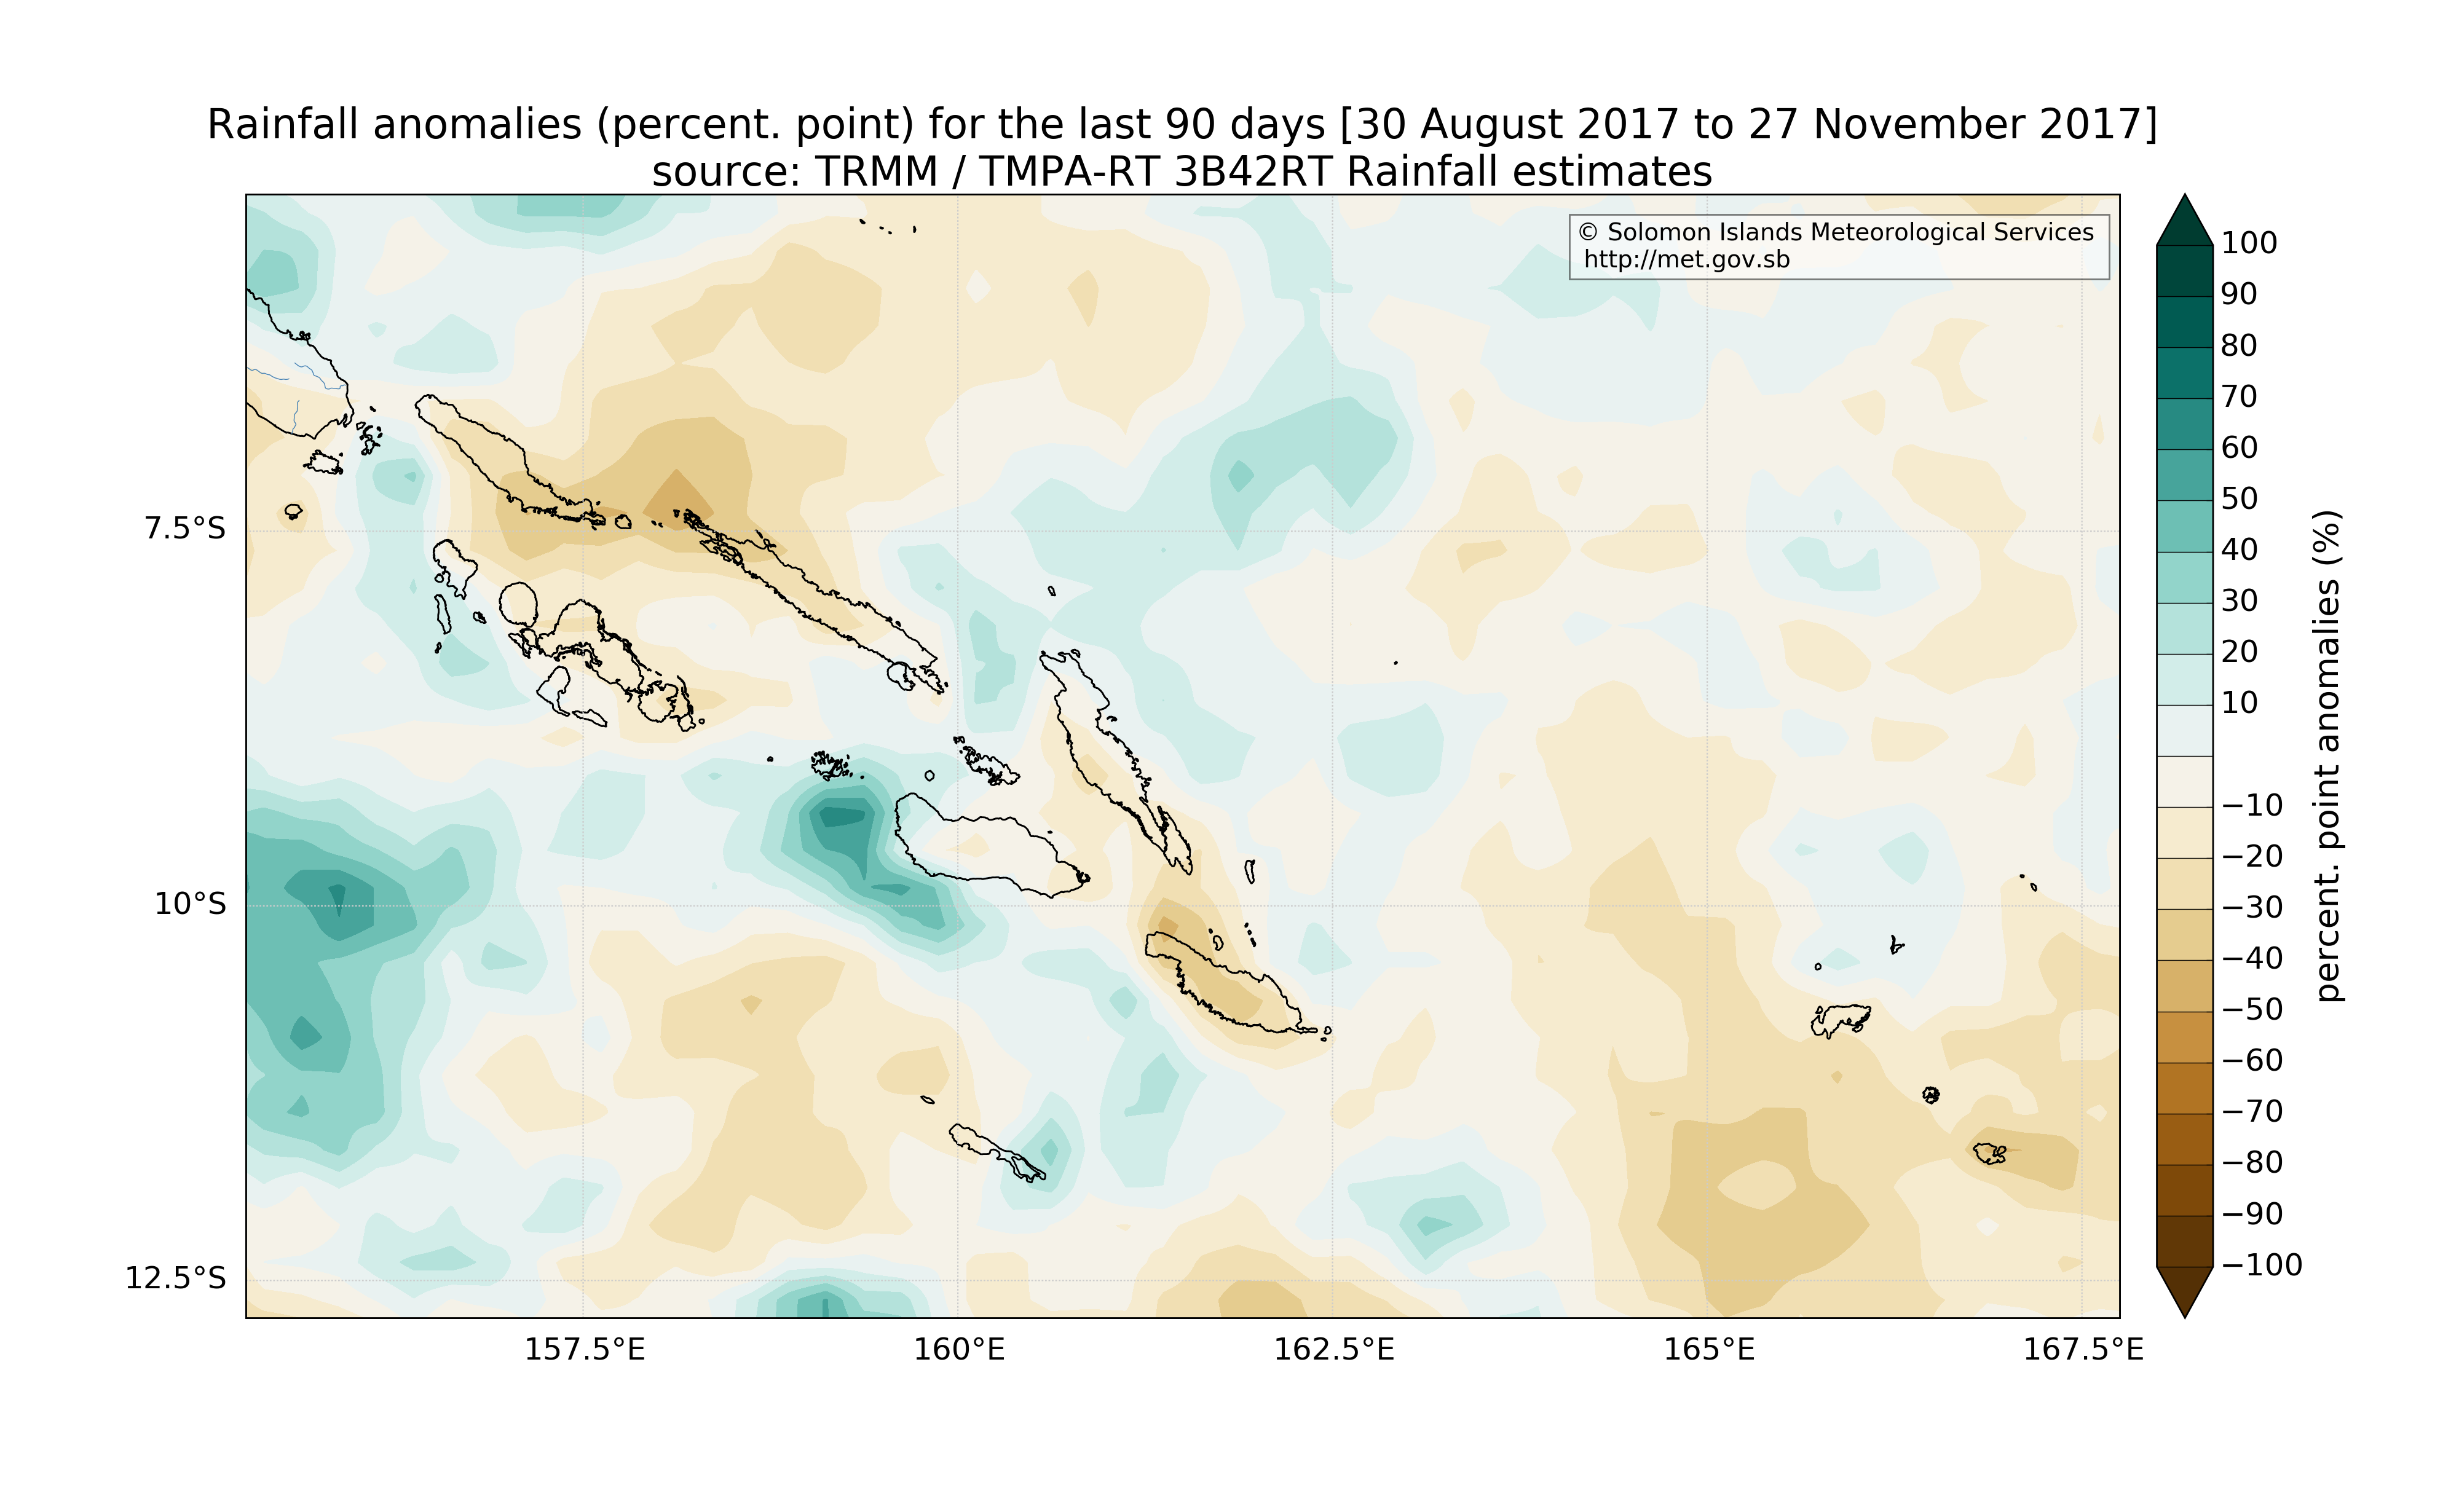 Rainfall anomalies (percent. point) for the last 90 days [30 August 2017 to 27 November 2017]
source: TRMM / TMPA-RT 3B42RT Rainfall estimates
© Solomon Islands Meteorological Services
http://met.gov.sb
7.5°S
10°S
12.5°S
157.5°E
160°E
162.5°E
165°E
167.5°E
100
90
80
70
60
50
40
30
20
10
−10
−20
−30
−40
−50
−60
−70
−80
−90
−100
percent. point anomalies (%)